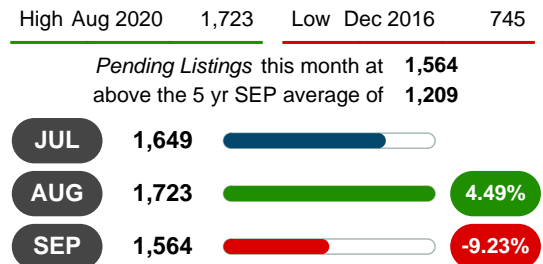 High Aug 2020 1,723 Low Dec 2016 745
Pending Listings this month at 1,564
above the 5 yr SEP average of 1,209
JUL 1,649
AUG 1,723 4.49%
SEP 1,564 -9.23%